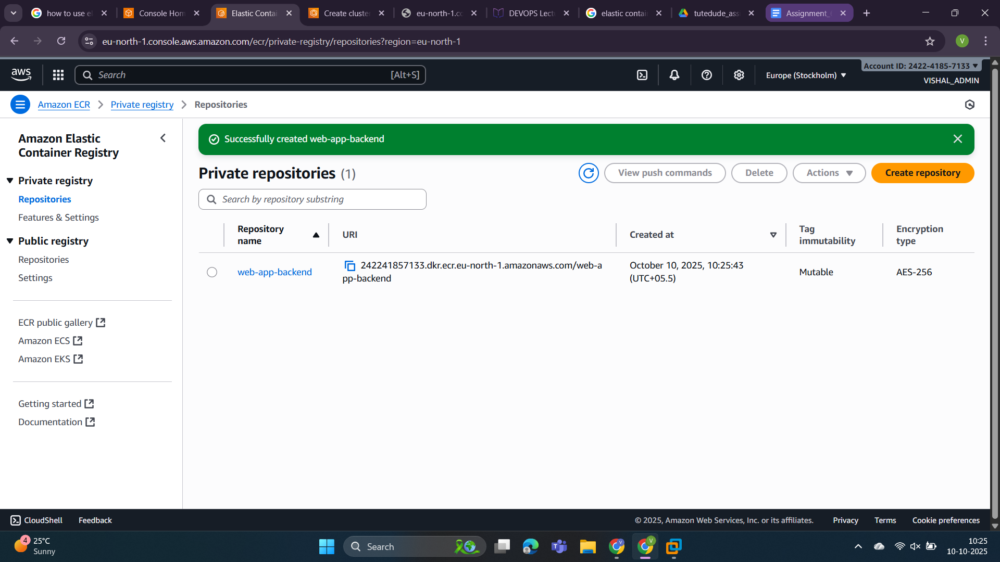 how to use el
Console Hom
Elastic Contai
Create cluster
eu-north-1.co
DEVOPS Lectu
elastic contain
tutedude_assi
Assignment_
eu-north-1.console.aws.amazon.com/ecr/private-registry/repositories?region=eu-north-1
V
aws
Search
[Alt+S]
Europe (Stockholm)
Account ID: 2422-4185-7133
VISHAL_ADMIN
Amazon ECR
Private registry
Repositories
Amazon Elastic
Container Registry
Private registry
Repositories
Features & Settings
Public registry
Repositories
Settings
ECR public gallery
Amazon ECS
Amazon EKS
Getting started
Documentation
Successfully created web-app-backend
Private repositories (1)
View push commands
Delete
Actions
Create repository
Search by repository substring
Repository
name
URI
Created at
Tag
immutability
Encryption
type
web-app-backend
242241857133.dkr.ecr.eu-north-1.amazonaws.com/web-a
pp-backend
October 10, 2025, 10:25:43
(UTC+05.5)
Mutable
AES-256
CloudShell
Feedback
© 2025, Amazon Web Services, Inc. or its affiliates.
Privacy
Terms
Cookie preferences
4
25°C
Sunny
Search
T
V
V
10:25
10-10-2025